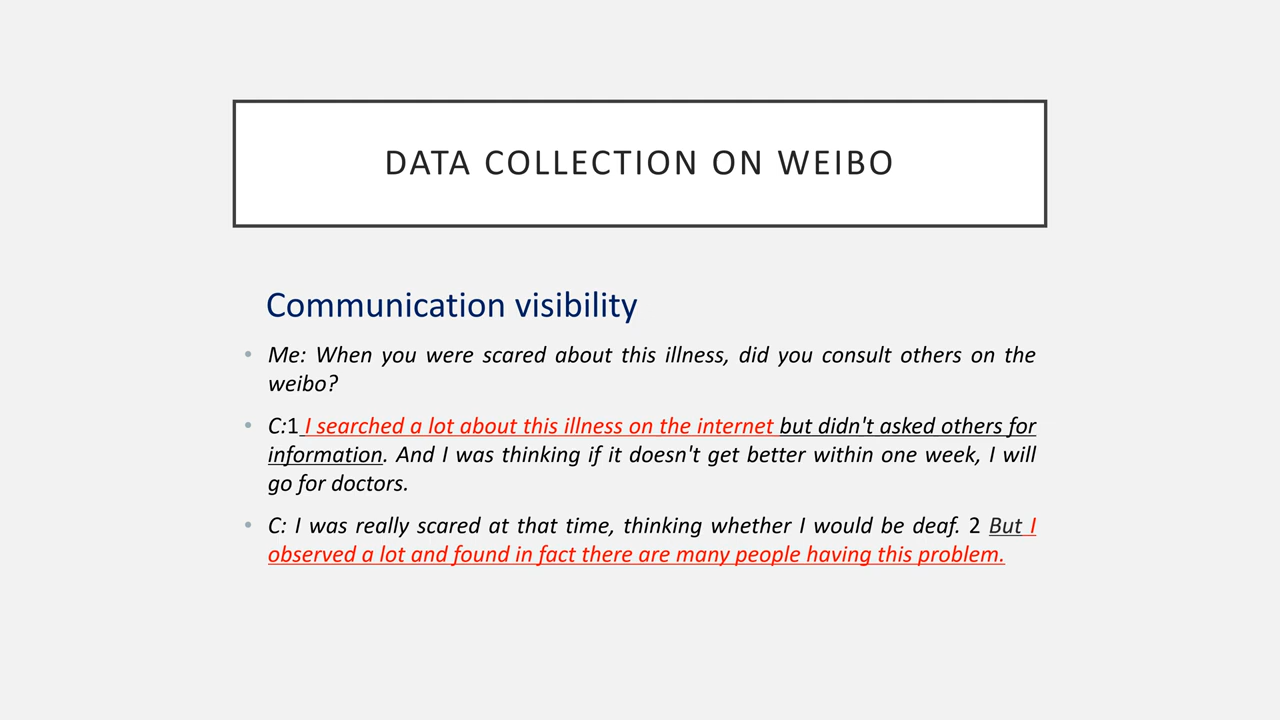 DATA COLLECTION ON WEIBO
Communication visibility
• Me: When you were scared about this illness, did you consult others on the
weibo?
• C:1 I searched a lot about this illness on the internet but didn't asked others for
information. And I was thinking if it doesn't get better within one week, I will
go for doctors.
• C: I was really scared at that time, thinking whether I would be deaf. 2 But I
observed a lot and found in fact there are many people having this problem.